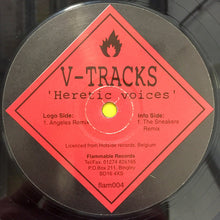 V-TRACKS
'Heretic voices'
Logo Side:
1. Angeles Remix
Info Side:
1. The Sneakers
Remix
Licenced from Hotside records, Belgium
Flammable Records
Tel/Fax. 01274 824165
P.O.Box 311, Bingley
BD16 4XS
flam004